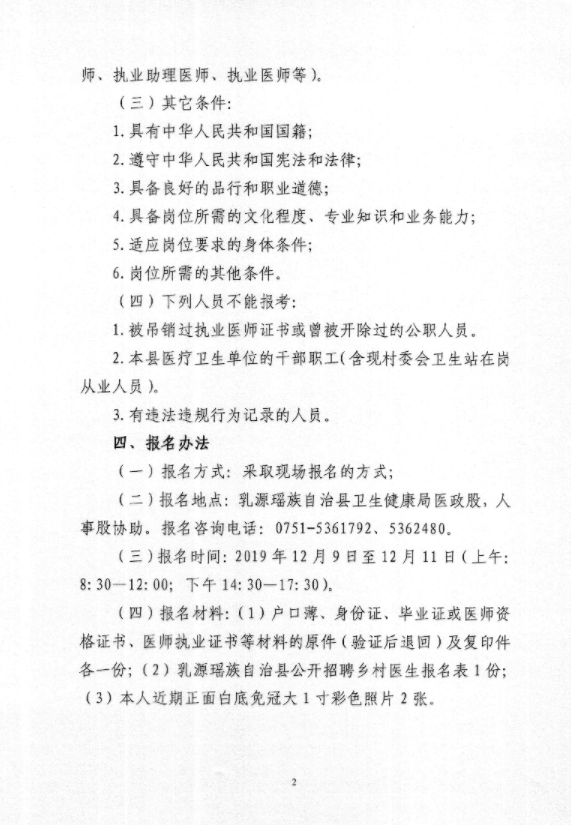 师、执业助理医师、执业医师等)。
(三)其它条件:
1.具有中华人民共和国国籍;
2.遵守中华人民共和国宪法和法律;
3.具备良好的品行和职业道德;
4.具备岗位所需的文化程度、专业知识和业务能力;
5.适应岗位要求的身体条件;
6.岗位所需的其他条件。
(四)下列人员不能报考:
1.被吊销过执业医师证书或曾被开除过的公职人员。
2.本县医疗卫生单位的干部职工(含现村委会卫生站在岗
从业人员)。
3.有违法违规行为记录的人员。
四、报名办法
(一)报名方式:采取现场报名的方式;
(二)报名地点:乳源瑶族自治县卫生健康局医政股,人
事股协助。报名咨询电话:0751-5361792、5362480。
(三)报名时间:2019年12月9日至12月11日(上午:
8:30—12:00;下午14:30—17:30)。
(四)报名材料:(1)户口薄、身份证、毕业证或医师资
格证书、医师执业证书等材料的原件(验证后退回)及复印件
各一份;(2)乳源瑶族自治县公开招聘乡村医生报名表1份;
(3)本人近期正面白底免冠大1寸彩色照片2张。
2